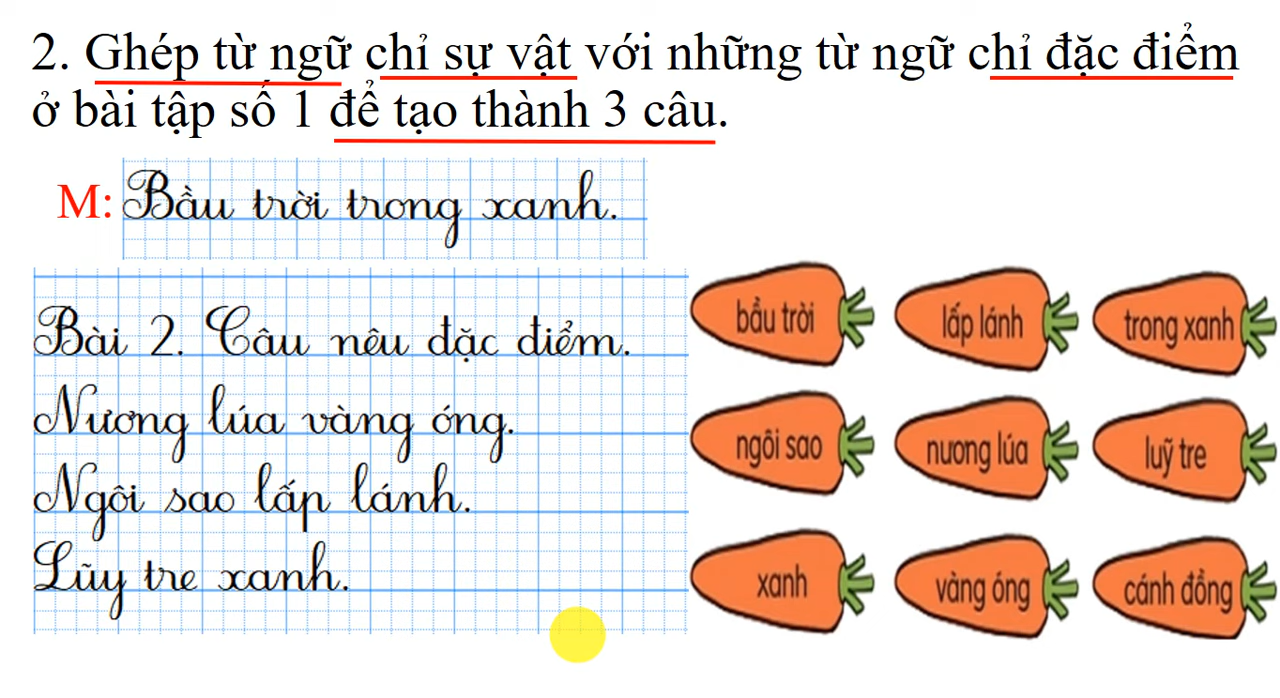 2. Ghép từ ngữ chỉ sự vật với những từ ngữ chỉ đặc điểm
ở bài tập số 1 để tạo thành 3 câu.
M: Bầu trời trong xanh.
Bài 2. Câu nêu đặc điểm.
Nương lúa vàng óng.
Ngôi sao lấp lánh.
Lũy tre xanh.
bầu trời
lấp lánh
trong xanh
ngôi sao
nương lúa
luỹ tre
xanh
vàng óng
cánh đồng